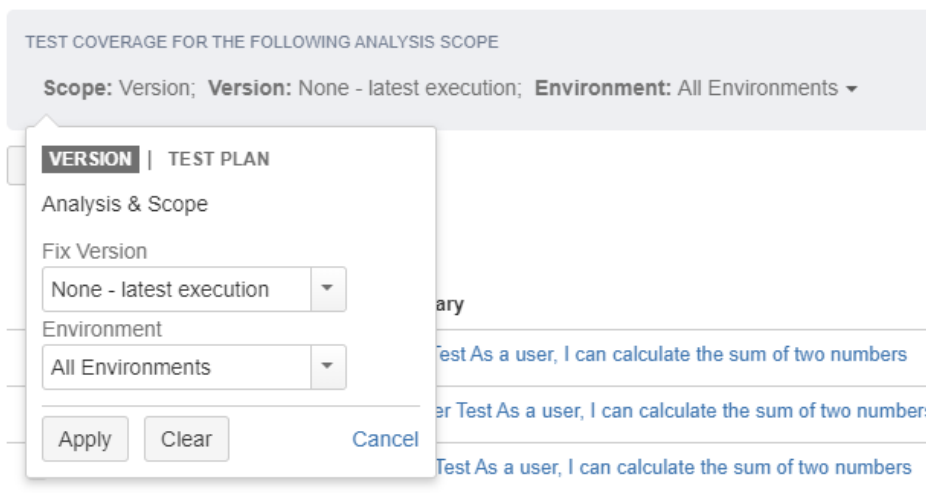 TEST COVERAGE FOR THE FOLLOWING ANALYSIS SCOPE
Scope: Version; Version: None - latest execution; Environment: All Environments
VERSION | TEST PLAN
Analysis & Scope
Fix Version
None - latest execution
ary
Environment
Test As a user, I can calculate the sum of two numbers
All Environments
er Test As a user, I can calculate the sum of two numbers
Apply Clear Cancel
Test As a user, I can calculate the sum of two numbers